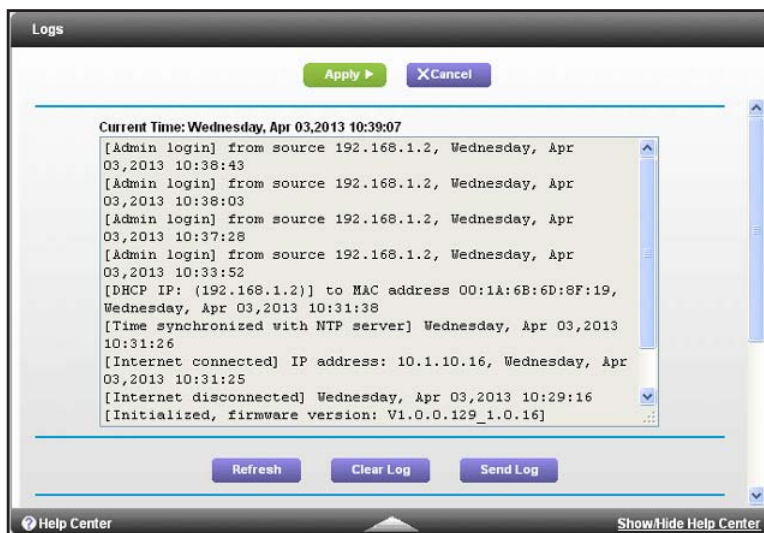 Logs
Apply
XCancel
Current Time: Wednesday, Apr 03,2013 10:39:07
[Admin login] from source 192.168.1.2, Wednesday, Apr
03,2013 10:38:43
[Admin login] from source 192.168.1.2, Wednesday, Apr
03,2013 10:38:03
[Admin login] from source 192.168.1.2, Wednesday, Apr
03,2013 10:37:28
[Admin login] from source 192.168.1.2, Wednesday, Apr
03,2013 10:33:52
[DHCP IP: (192.168.1.2)] to MAC address 00:1A:6B:6D:8F:19,
Wednesday, Apr 03,2013 10:31:38
[Time synchronized with NTP server] Wednesday, Apr 03,2013
10:31:26
[Internet connected] IP address: 10.1.10.16, Wednesday, Apr
03,2013 10:31:25
[Internet disconnected] Wednesday, Apr 03,2013 10:29:16
[Initialized, firmware version: V1.0.0.129_1.0.16]
Refresh
Clear Log
Send Log
Help Center
Show/Hide Help Center